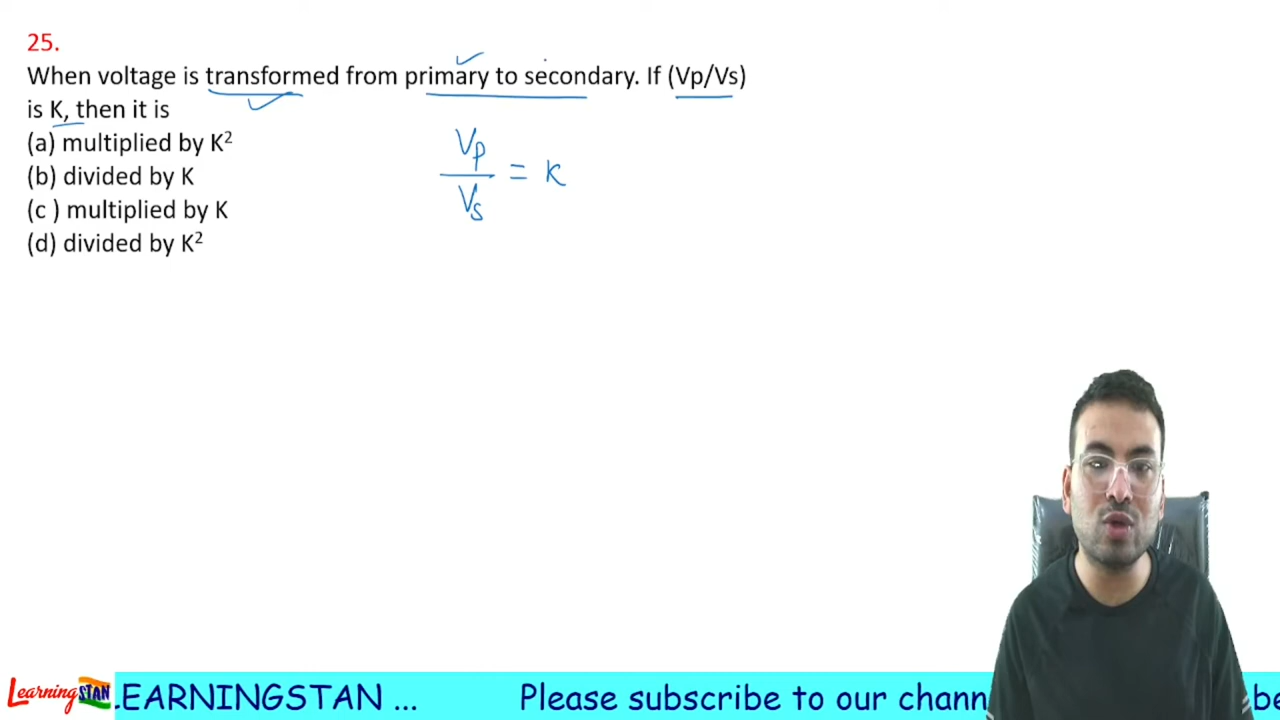 25.
When voltage is transformed from primary to secondary. If (Vp/Vs)
is K, then it is
(a) multiplied by K²
(b) divided by K
(c ) multiplied by K
(d) divided by K²
Vp
= K
Vs
LearningSTAN
LEARNINGSTAN ... Please subscribe to our chann